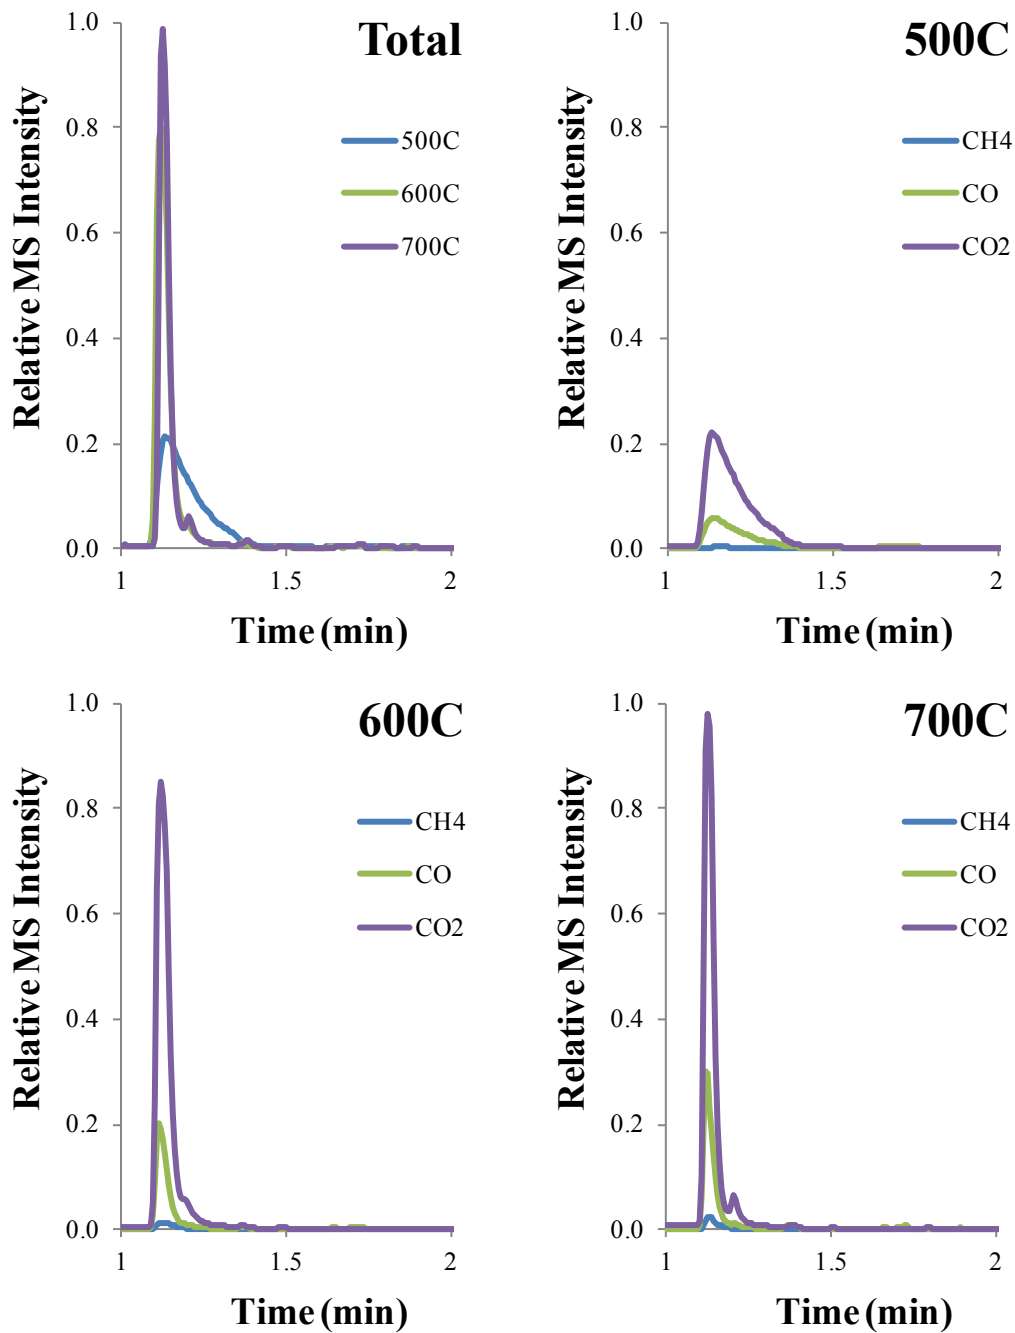 Total
1.0
0.8
0.6
0.4
0.2
0.0
Relative MS Intensity
500C
600C
700C
1
1.5
2
Time (min)
500C
1.0
0.8
0.6
0.4
0.2
0.0
Relative MS Intensity
CH4
CO
CO2
1
1.5
2
Time (min)
600C
1.0
0.8
0.6
0.4
0.2
0.0
Relative MS Intensity
CH4
CO
CO2
1
1.5
2
Time (min)
700C
1.0
0.8
0.6
0.4
0.2
0.0
Relative MS Intensity
CH4
CO
CO2
1
1.5
2
Time (min)